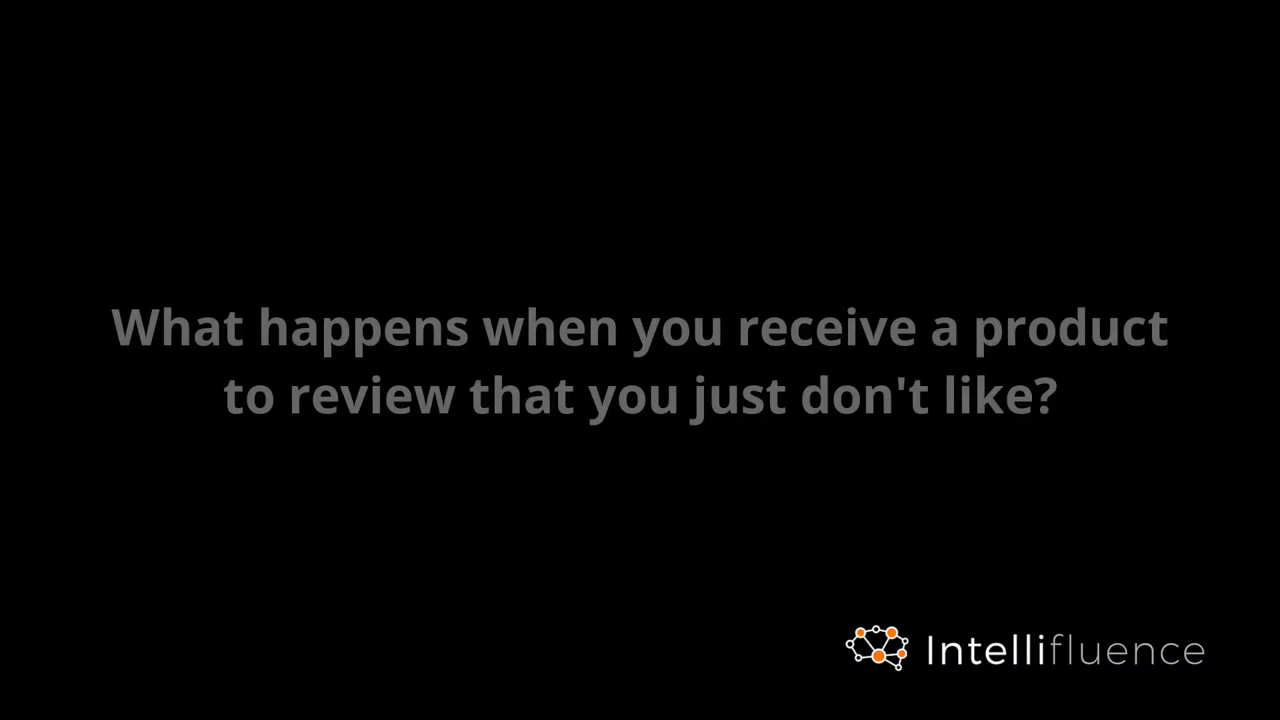 What happens when you receive a product
to review that you just don't like?
Intellifluence